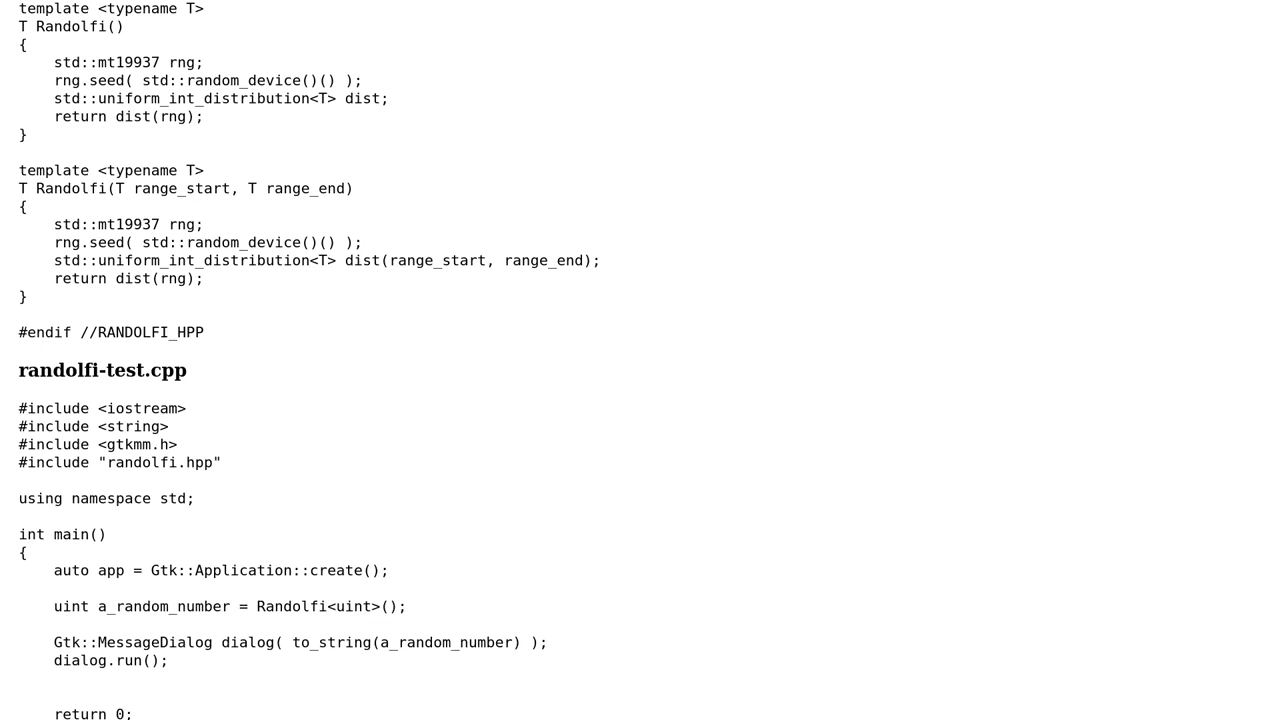 template <typename T>
T Randolfi()
{
    std::mt19937 rng;
    rng.seed( std::random_device()() );
    std::uniform_int_distribution<T> dist;
    return dist(rng);
}

template <typename T>
T Randolfi(T range_start, T range_end)
{
    std::mt19937 rng;
    rng.seed( std::random_device()() );
    std::uniform_int_distribution<T> dist(range_start, range_end);
    return dist(rng);
}

#endif //RANDOLFI_HPP

randolfi-test.cpp

#include <iostream>
#include <string>
#include <gtkmm.h>
#include "randolfi.hpp"

using namespace std;

int main()
{
    auto app = Gtk::Application::create();

    uint a_random_number = Randolfi<uint>();

    Gtk::MessageDialog dialog( to_string(a_random_number) );
    dialog.run();


    return 0;